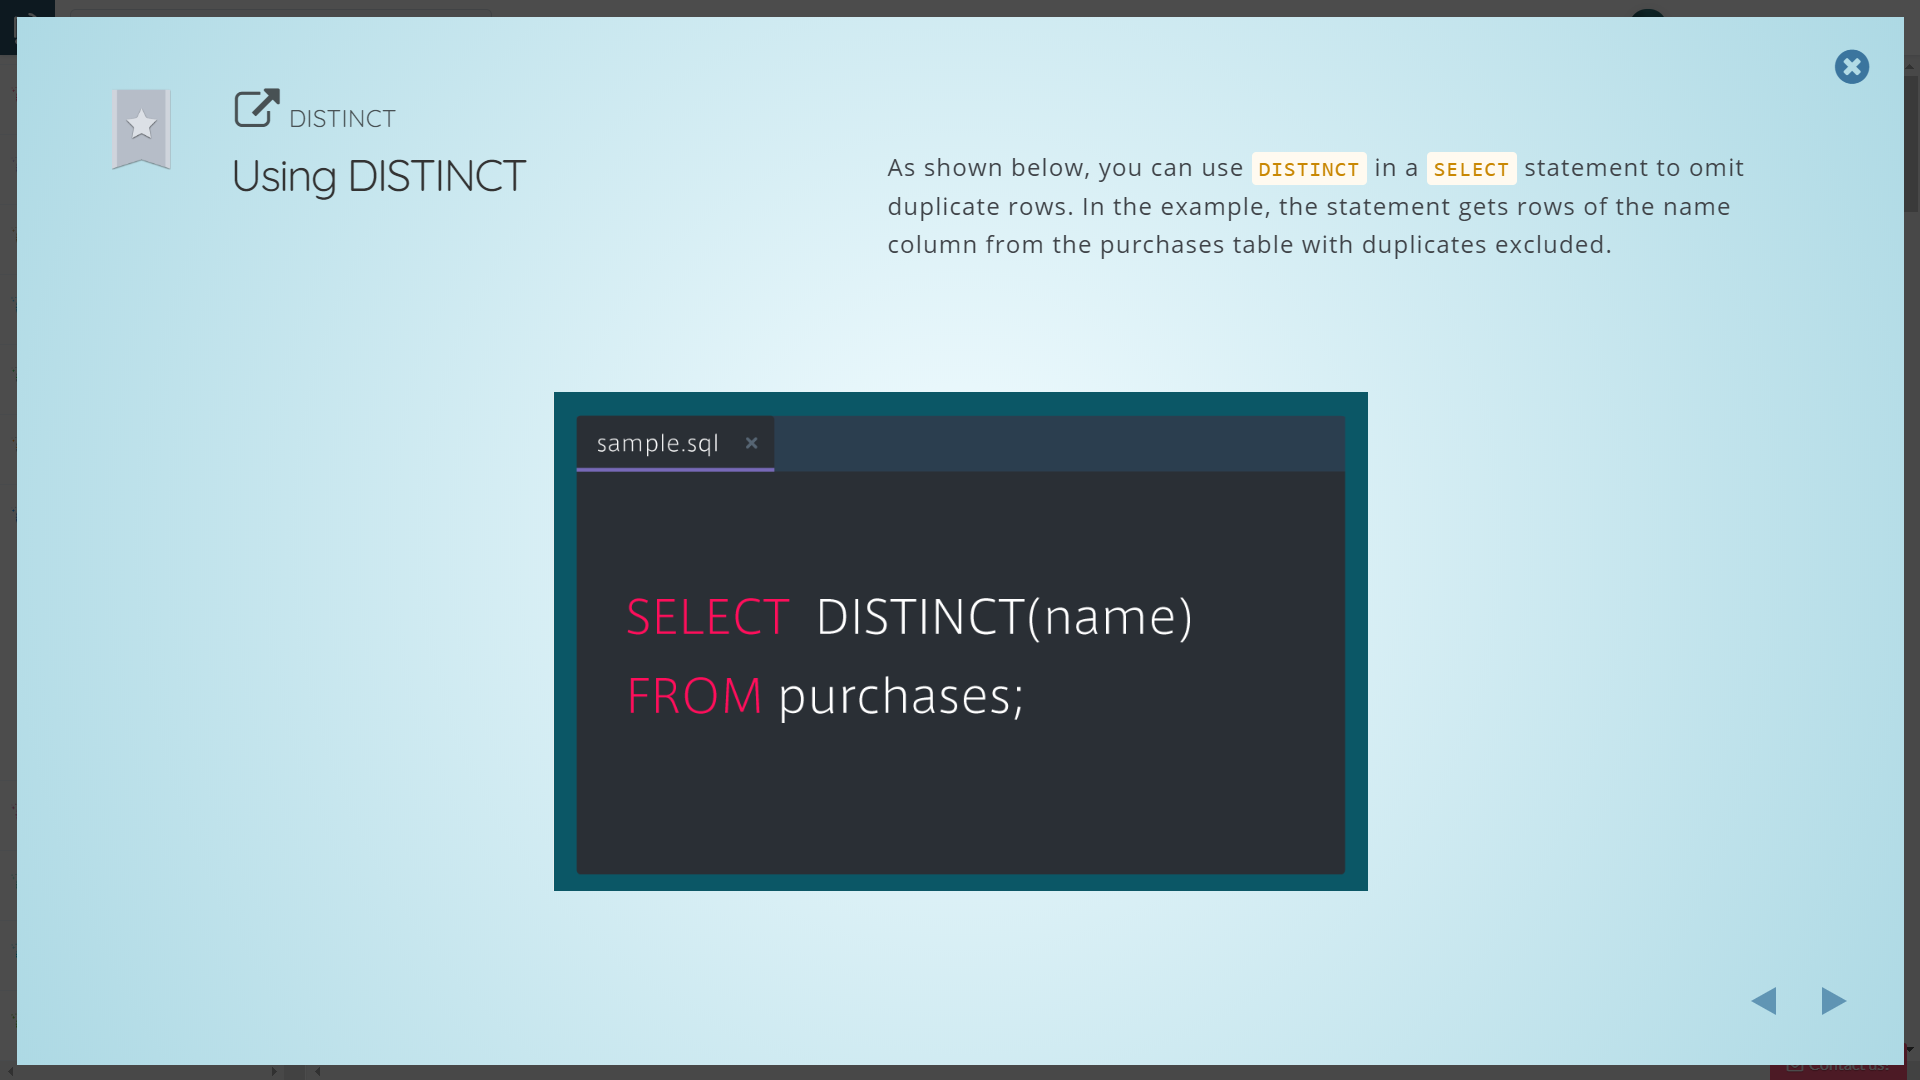 DISTINCT
Using DISTINCT
As shown below, you can use DISTINCT in a SELECT statement to omit
duplicate rows. In the example, the statement gets rows of the name
column from the purchases table with duplicates excluded.
sample.sql ×
SELECT DISTINCT(name)
FROM purchases;
Contact us!